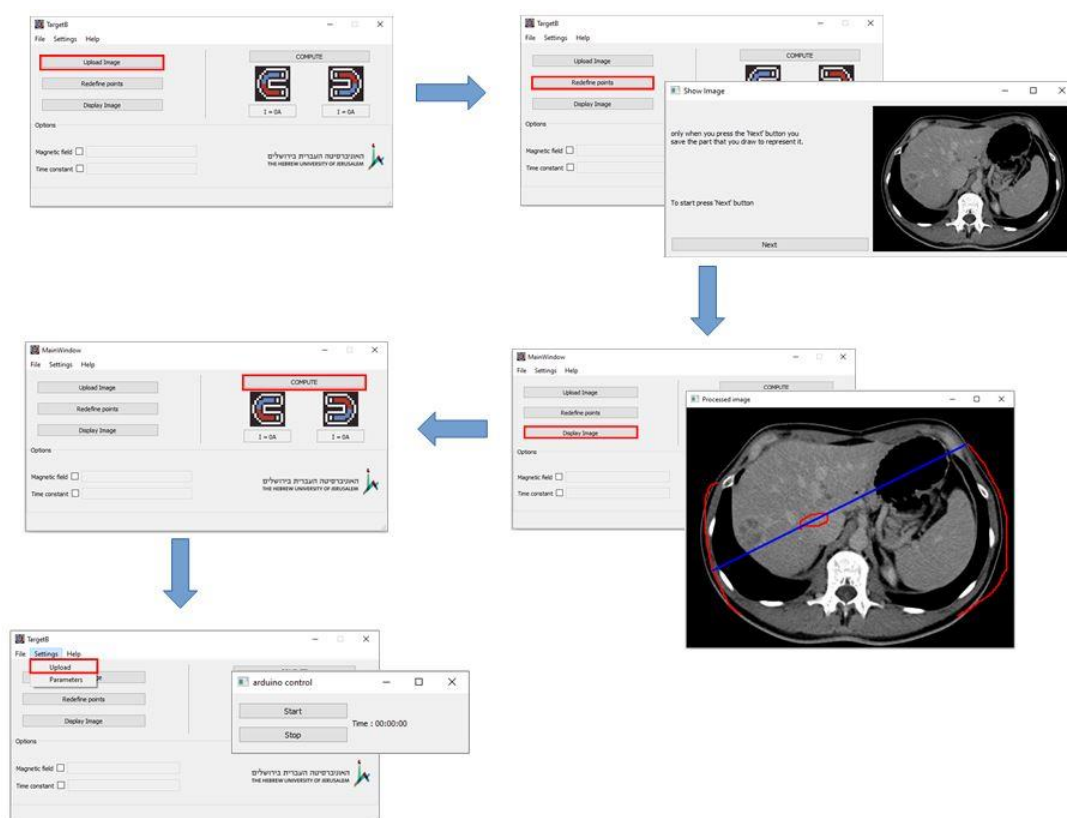 TargetB
File Settings Help
Upload Image
COMPUTE
Redefine points
Display Image
I = 0A
I = 0A
Options
Magnetic field
Time constant
האוניברסיטה העברית בירושלים
THE HEBREW UNIVERSITY OF JERUSALEM
TargetB
File Settings Help
Upload Image
COMPUTE
Redefine points
Display Image
Options
Magnetic field
Time constant
Show Image
only when you press the 'Next' button you
save the part that you draw to represent it.
To start press 'Next' button
Next
MainWindow
File Settings Help
Upload Image
COMPUTE
Redefine points
Display Image
Options
Magnetic field
Time constant
Processed image
MainWindow
File Settings Help
Upload Image
COMPUTE
Redefine points
Display Image
I = 0A
I = 0A
Options
Magnetic field
Time constant
האוניברסיטה העברית בירושלים
THE HEBREW UNIVERSITY OF JERUSALEM
TargetB
File Settings Help
Upload
Parameters
Redefine points
Display Image
Options
Magnetic field
Time constant
האוניברסיטה העברית בירושלים
THE HEBREW UNIVERSITY OF JERUSALEM
arduino control
Start
Time : 00:00:00
Stop